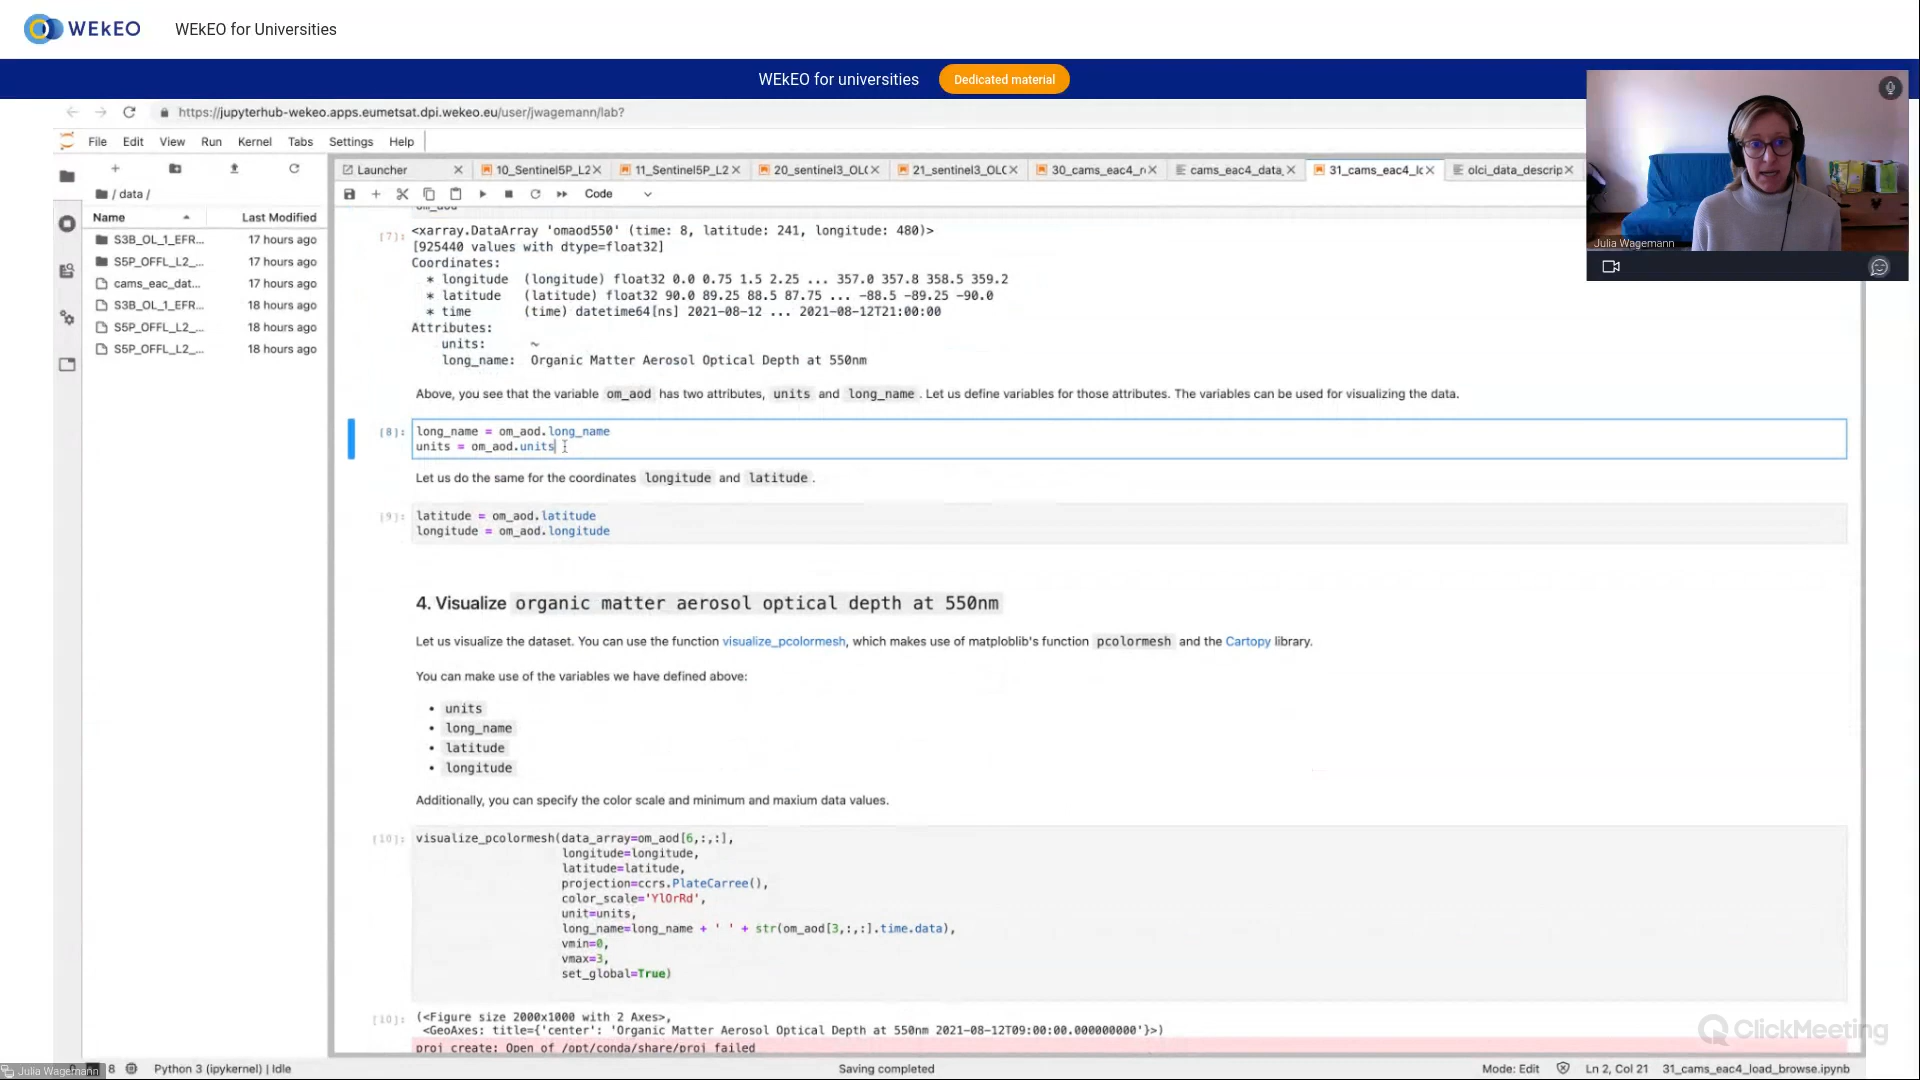 WEkEO WEkEO for Universities
WEkEO for universities Dedicated material
https://jupyterhub-wekeo.apps.eumetsat.dpi.wekeo.eu/user/jwagemann/lab?
File Edit View Run Kernel Tabs Settings Help
Launcher 10_Sentinel5P_L2 11_Sentinel5P_L2 20_sentinel3_OL( 21_sentinel3_OL( 30_cams_eac4_r cams_eac4_data_ 31_cams_eac4_lc olci_data_descrip
Code
/ data /
Name Last Modified
S3B_OL_1_EFR... 17 hours ago
S5P_OFFL_L2_... 17 hours ago
cams_eac_dat... 17 hours ago
S3B_OL_1_EFR... 18 hours ago
S5P_OFFL_L2_... 18 hours ago
S5P_OFFL_L2_... 18 hours ago
om_aod
[7]: <xarray.DataArray 'omaod550' (time: 8, latitude: 241, longitude: 480)>
[925440 values with dtype=float32]
Coordinates:
* longitude (longitude) float32 0.0 0.75 1.5 2.25 ... 357.0 357.8 358.5 359.2
* latitude (latitude) float32 90.0 89.25 88.5 87.75 ... -88.5 -89.25 -90.0
* time (time) datetime64[ns] 2021-08-12 ... 2021-08-12T21:00:00
Attributes:
units: ~
long_name: Organic Matter Aerosol Optical Depth at 550nm
Above, you see that the variable om_aod has two attributes, units and long_name . Let us define variables for those attributes. The variables can be used for visualizing the data.
[8]: long_name = om_aod.long_name
units = om_aod.units
Let us do the same for the coordinates longitude and latitude .
[9]: latitude = om_aod.latitude
longitude = om_aod.longitude
4. Visualize organic matter aerosol optical depth at 550nm
Let us visualize the dataset. You can use the function visualize_pcolormesh, which makes use of matploblib's function pcolormesh and the Cartopy library.
You can make use of the variables we have defined above:
• units
• long_name
• latitude
• longitude
Additionally, you can specify the color scale and minimum and maxium data values.
[10]: visualize_pcolormesh(data_array=om_aod[6,:,:],
longitude=longitude,
latitude=latitude,
projection=ccrs.PlateCarree(),
color_scale='YlOrRd',
unit=units,
long_name=long_name + ' ' + str(om_aod[3,:,:].time.data),
vmin=0,
vmax=3,
set_global=True)
[10]: (<Figure size 2000x1000 with 2 Axes>,
<GeoAxes: title={'center': 'Organic Matter Aerosol Optical Depth at 550nm 2021-08-12T09:00:00.000000000'}>)
proj create: Open of /opt/conda/share/proj failed
Julia Wagemann
ClickMeeting
Julia Wagemann 8 Python 3 (ipykernel) | Idle Saving completed Mode: Edit Ln 2, Col 21 31_cams_eac4_load_browse.ipynb